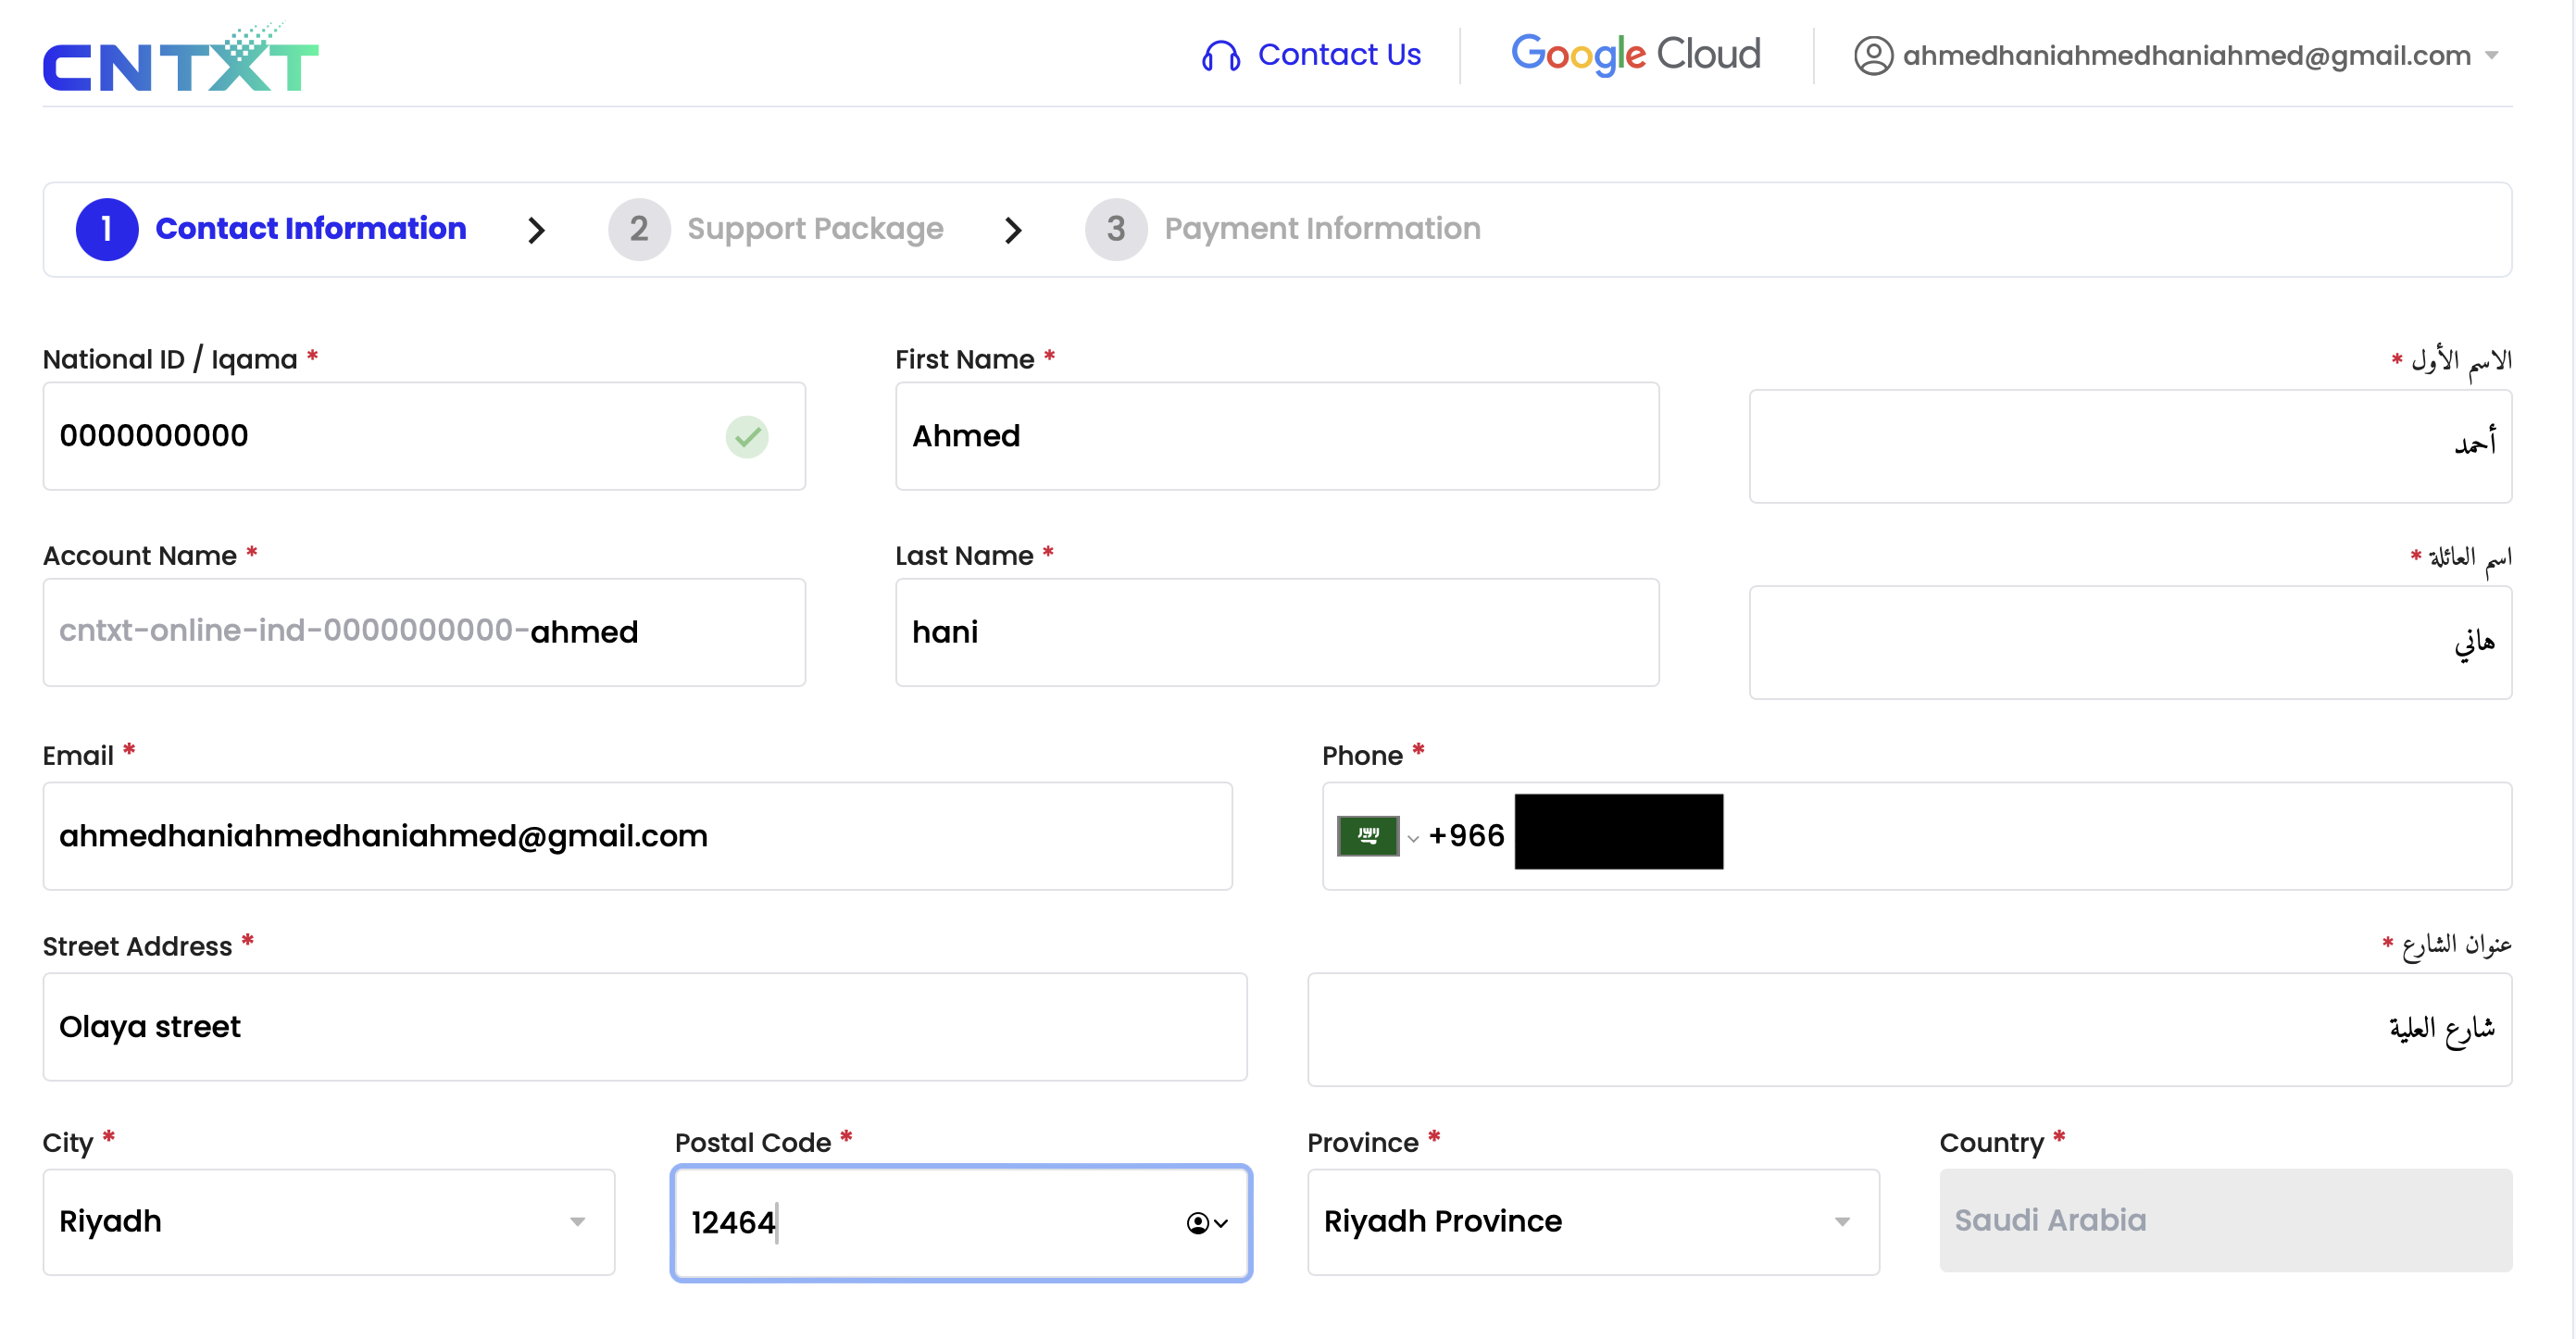 CNTXT
Contact Us
Google Cloud
ahmedhaniahmedhaniahmed@gmail.com
1 Contact Information
2 Support Package
3 Payment Information
National ID / Iqama *
First Name *
الاسم الأول *
0000000000
Ahmed
أحمد
Account Name *
Last Name *
اسم العائلة *
cntxt-online-ind-0000000000-ahmed
hani
هاني
Email *
Phone *
ahmedhaniahmedhaniahmed@gmail.com
+966
Street Address *
عنوان الشارع *
Olaya street
شارع العلية
City *
Postal Code *
Province *
Country *
Riyadh
12464
Riyadh Province
Saudi Arabia